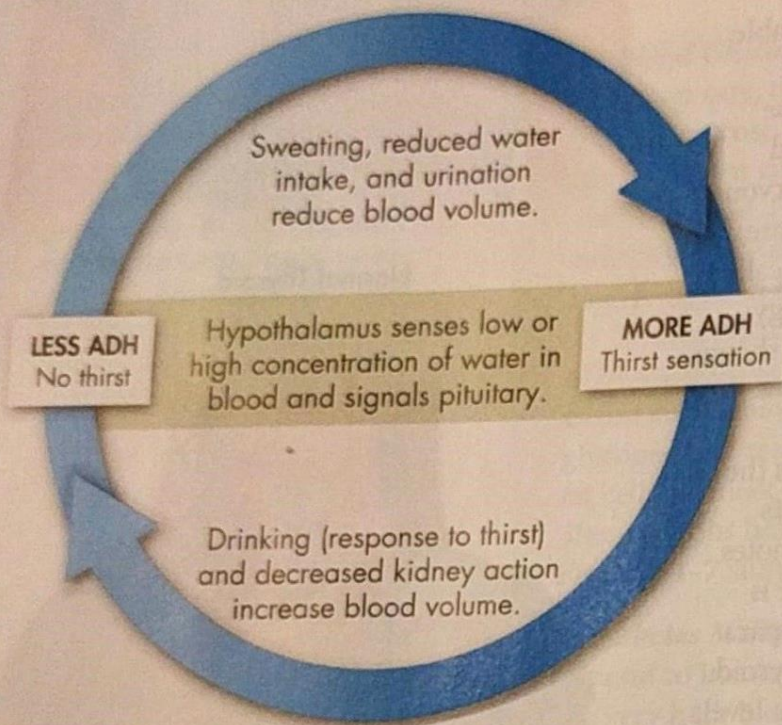 Sweating, reduced water
intake, and urination
reduce blood volume.
LESS ADH
No thirst
Hypothalamus senses low or
high concentration of water in
blood and signals pituitary.
MORE ADH
Thirst sensation
Drinking (response to thirst)
and decreased kidney action
increase blood volume.